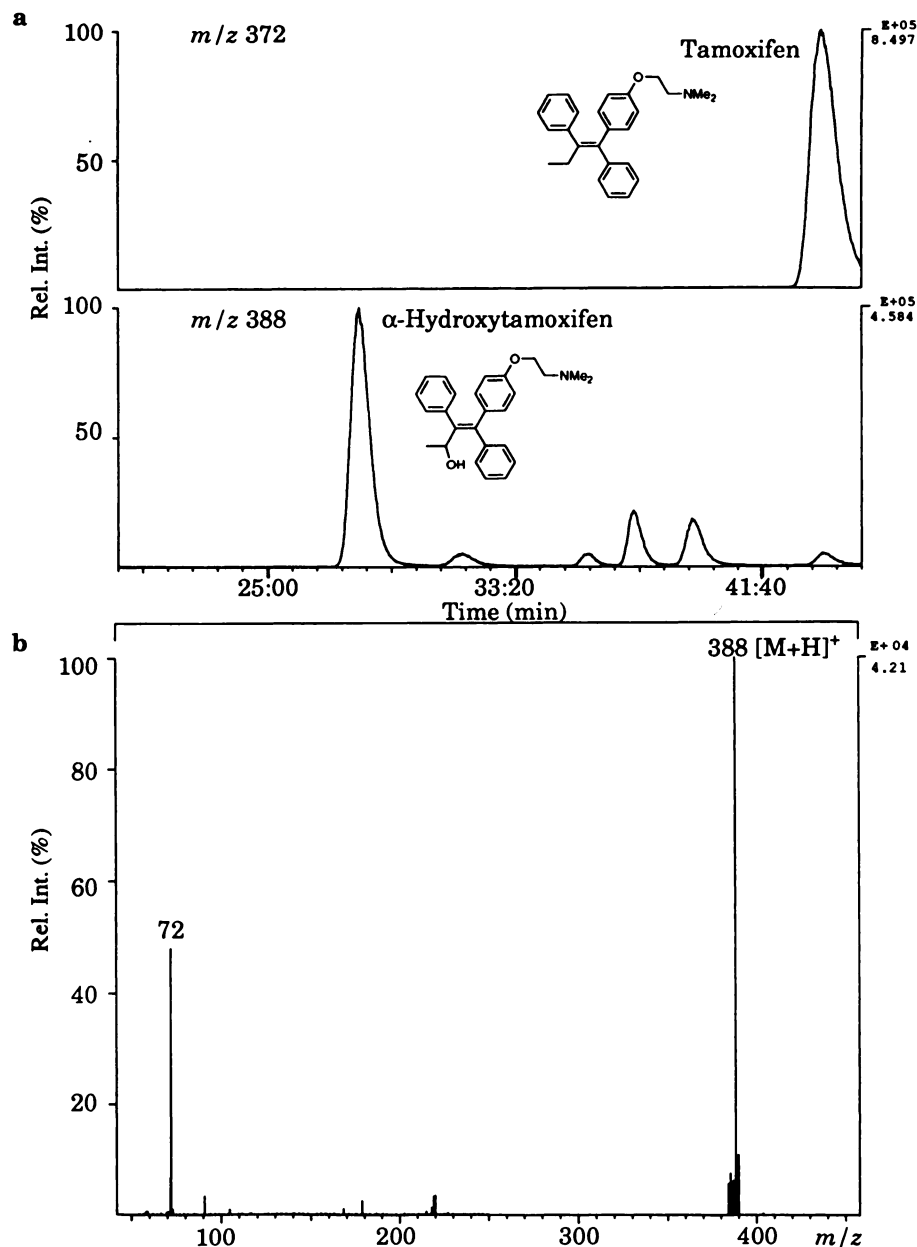 a
m/z 372
Tamoxifen
E+05
8.497
100
50
O
NMe₂
Rel. Int. (%)
m/z 388
α-Hydroxytamoxifen
E+05
4.584
100
50
O
NMe₂
OH
25:00
33:20
41:40
Time (min)
b
388 [M+H]⁺
E+04
4.21
100
80
60
40
20
Rel. Int. (%)
72
100
200
300
400
m/z